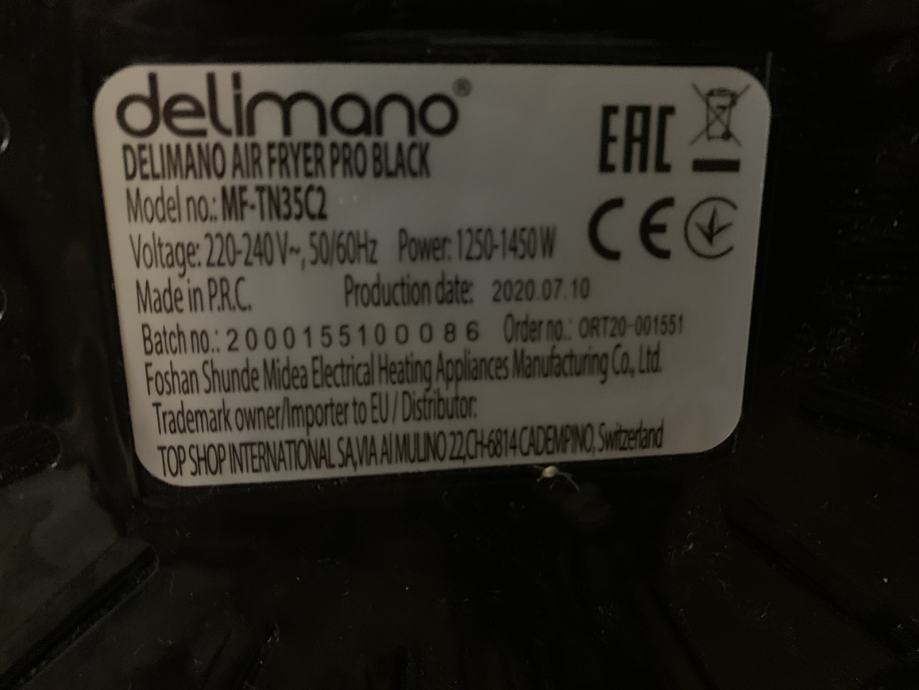 delimano®
DELIMANO AIR FRYER PRO BLACK
EAC
Model no.: MF-TN35C2
CE
Voltage: 220-240V~, 50/60Hz Power: 1250-1450W
Made in P.R.C. Production date: 2020.07.10
Batch no.: 2000155100086 Order no.: ORT20-001551
Foshan Shunde Midea Electrical Heating Appliances Manufacturing Co., Ltd.
Trademark owner/Importer to EU / Distributor:
TOP SHOP INTERNATIONAL SA, VIA AI MULINO 22, CH-6814 CADEMPINO, Switzerland